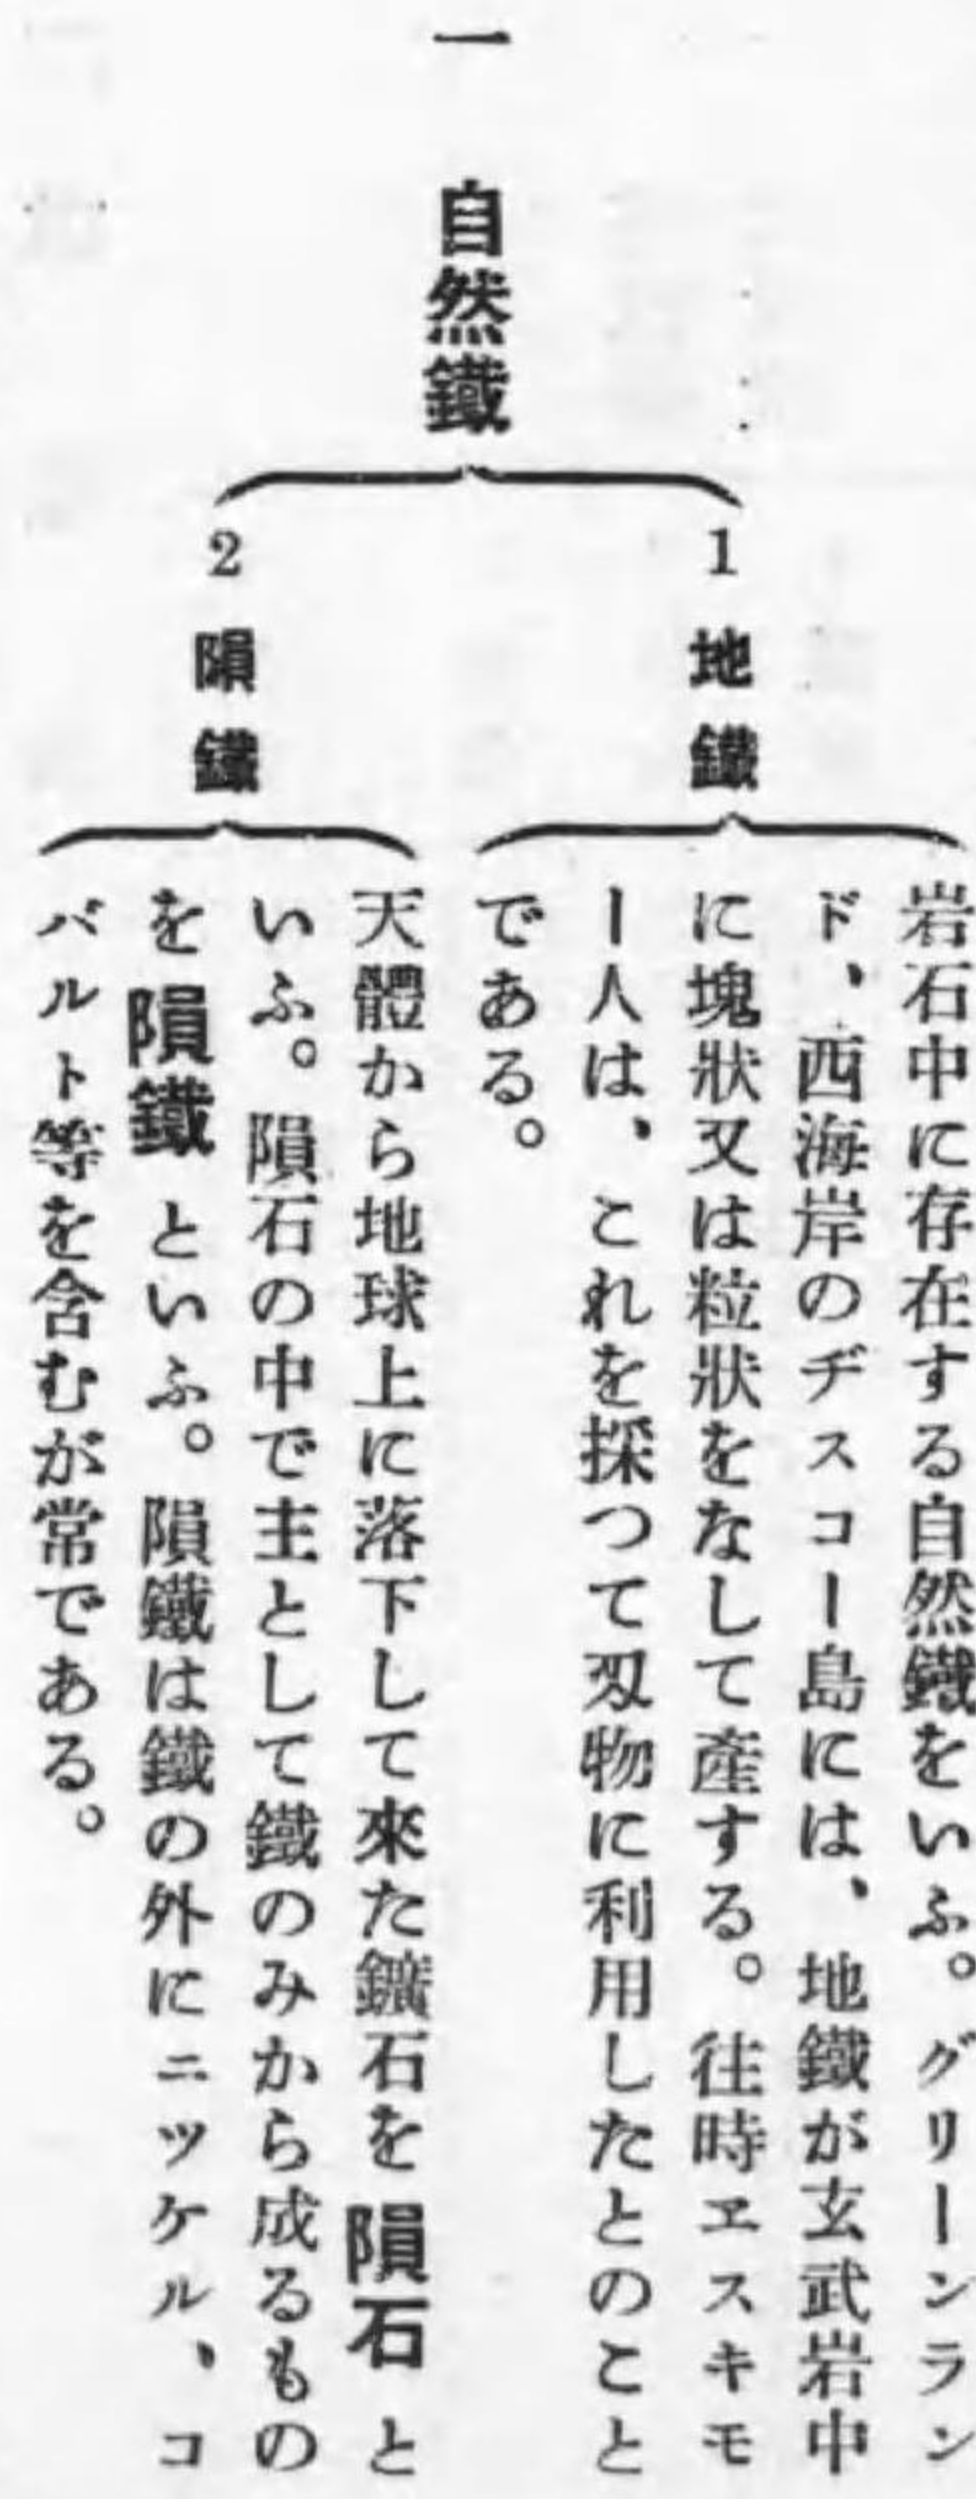 一 自然鐵
1 地鐵
岩石中に存在する自然鐵をいふ。グリーンラン
ド、西海岸のヂスコー島には、地鐵が玄武岩中
に塊狀又は粒狀をなして產する。往時ヱスキモ
ー人は、これを採つて刄物に利用したとのこと
である。
2 隕鐵
天體から地球上に落下して來た鑛石を隕石と
いふ。隕石の中で主として鐵のみから成るもの
を隕鐵といふ。隕鐵は鐵の外にニッケル、コ
バルト等を含むが常である。